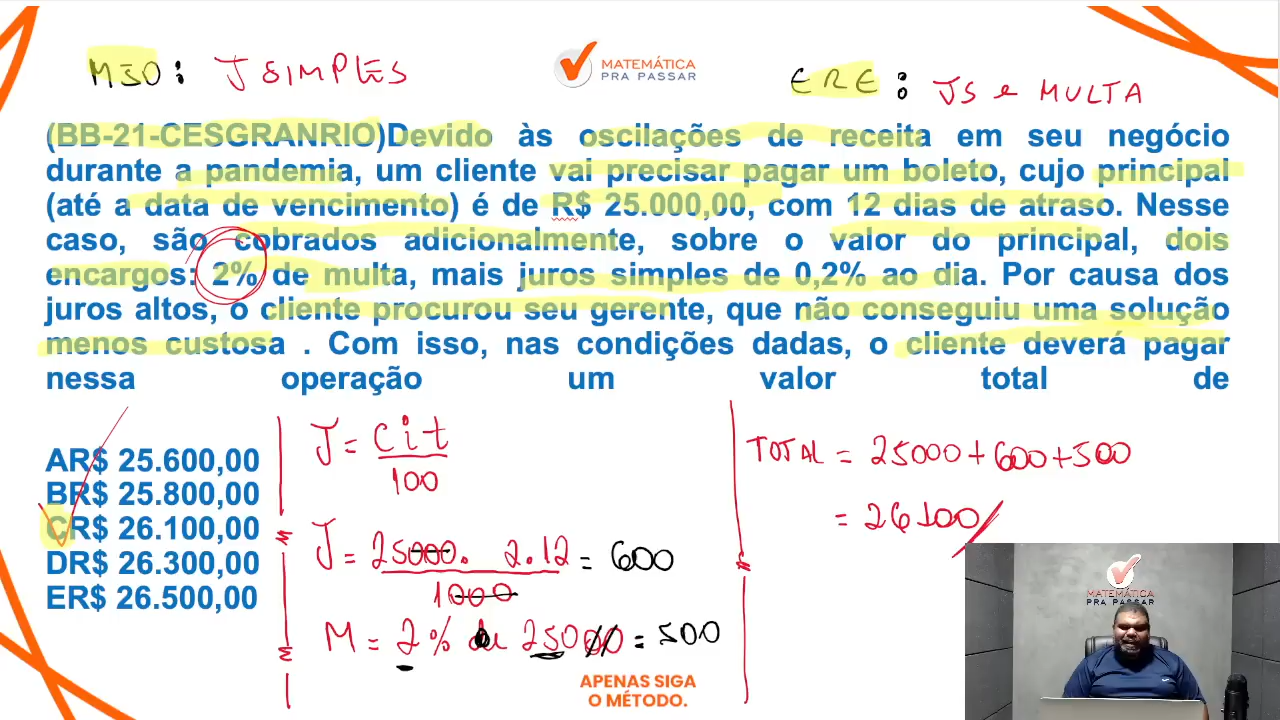 MSO: J SIMPLES
MATEMÁTICA
PRA PASSAR
ERE: JS e MULTA
(BB-21-CESGRANRIO)Devido às oscilações de receita em seu negócio
durante a pandemia, um cliente vai precisar pagar um boleto, cujo principal
(até a data de vencimento) é de R$ 25.000,00, com 12 dias de atraso. Nesse
caso, são cobrados adicionalmente, sobre o valor do principal, dois
encargos: 2% de multa, mais juros simples de 0,2% ao dia. Por causa dos
juros altos, o cliente procurou seu gerente, que não conseguiu uma solução
menos custosa . Com isso, nas condições dadas, o cliente deverá pagar
nessa operação um valor total de
AR$ 25.600,00
BR$ 25.800,00
CR$ 26.100,00
DR$ 26.300,00
ER$ 26.500,00
J = cit
100
J = 25000. 2.12 = 600
1000
M = 2% de 25000 = 500
TOTAL = 25000+600+500
= 26100
MATEMÁTICA
PRA PASSAR
APENAS SIGA
O MÉTODO.